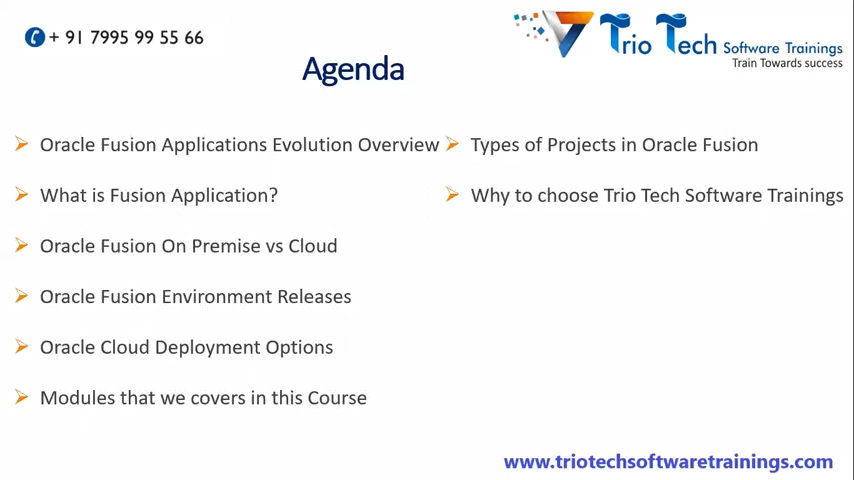 + 91 7995 99 55 66
Trio Tech Software Trainings
Train Towards success
Agenda
Oracle Fusion Applications Evolution Overview
What is Fusion Application?
Oracle Fusion On Premise vs Cloud
Oracle Fusion Environment Releases
Oracle Cloud Deployment Options
Modules that we covers in this Course
Types of Projects in Oracle Fusion
Why to choose Trio Tech Software Trainings
www.triotechsoftwaretrainings.com